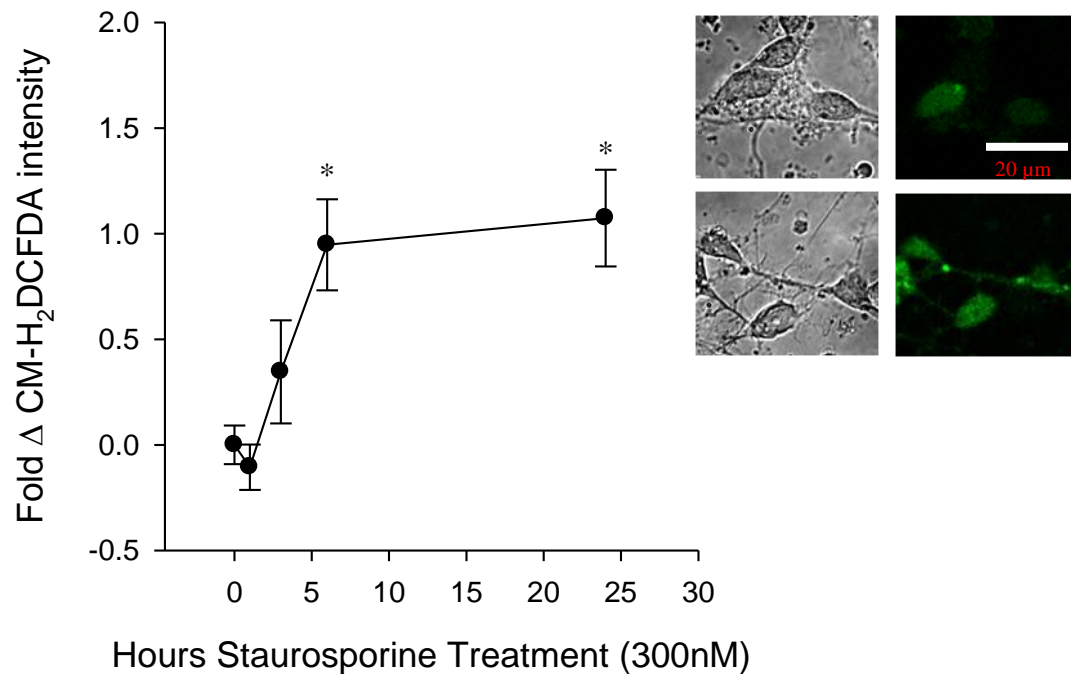 Fold Δ CM-H₂DCFDA intensity
2.0
1.5
1.0
0.5
0.0
-0.5
*
*
0 5 10 15 20 25 30
Hours Staurosporine Treatment (300nM)
20 µm